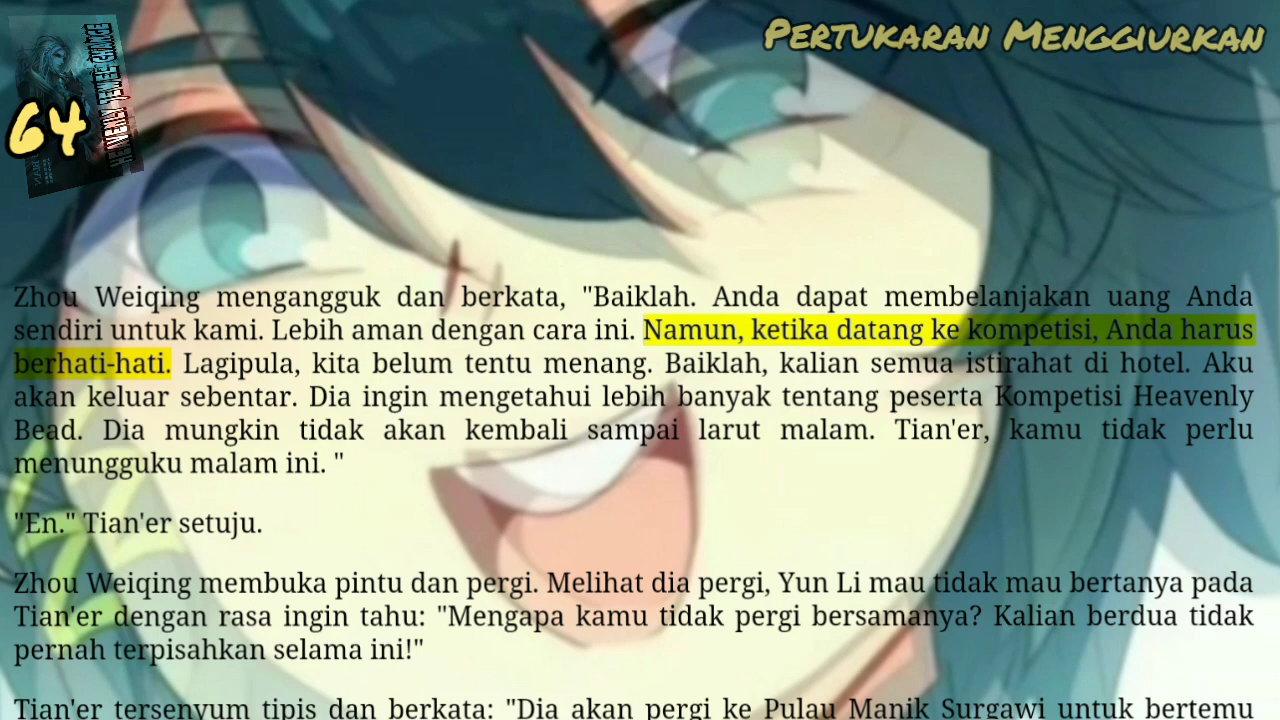 Pertukaran Menggiurkan
HEAVENLY JEWEL CHANGE
64
Zhou Weiqing mengangguk dan berkata, "Baiklah. Anda dapat membelanjakan uang Anda
sendiri untuk kami. Lebih aman dengan cara ini. Namun, ketika datang ke kompetisi, Anda harus
berhati-hati. Lagipula, kita belum tentu menang. Baiklah, kalian semua istirahat di hotel. Aku
akan keluar sebentar. Dia ingin mengetahui lebih banyak tentang peserta Kompetisi Heavenly
Bead. Dia mungkin tidak akan kembali sampai larut malam. Tian'er, kamu tidak perlu
menungguku malam ini. "
"En." Tian'er setuju.
Zhou Weiqing membuka pintu dan pergi. Melihat dia pergi, Yun Li mau tidak mau bertanya pada
Tian'er dengan rasa ingin tahu: "Mengapa kamu tidak pergi bersamanya? Kalian berdua tidak
pernah terpisahkan selama ini!"
Tian'er tersenyum tipis dan berkata: "Dia akan pergi ke Pulau Manik Surgawi untuk bertemu